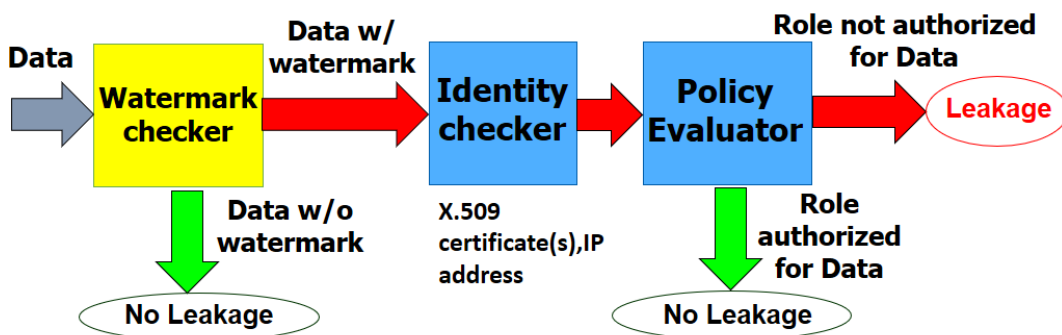 Data
Watermark
checker
Data w/
watermark
Identity
checker
Policy
Evaluator
Role not authorized
for Data
Leakage
Data w/o
watermark
No Leakage
X.509
certificate(s),IP
address
Role
authorized
for Data
No Leakage